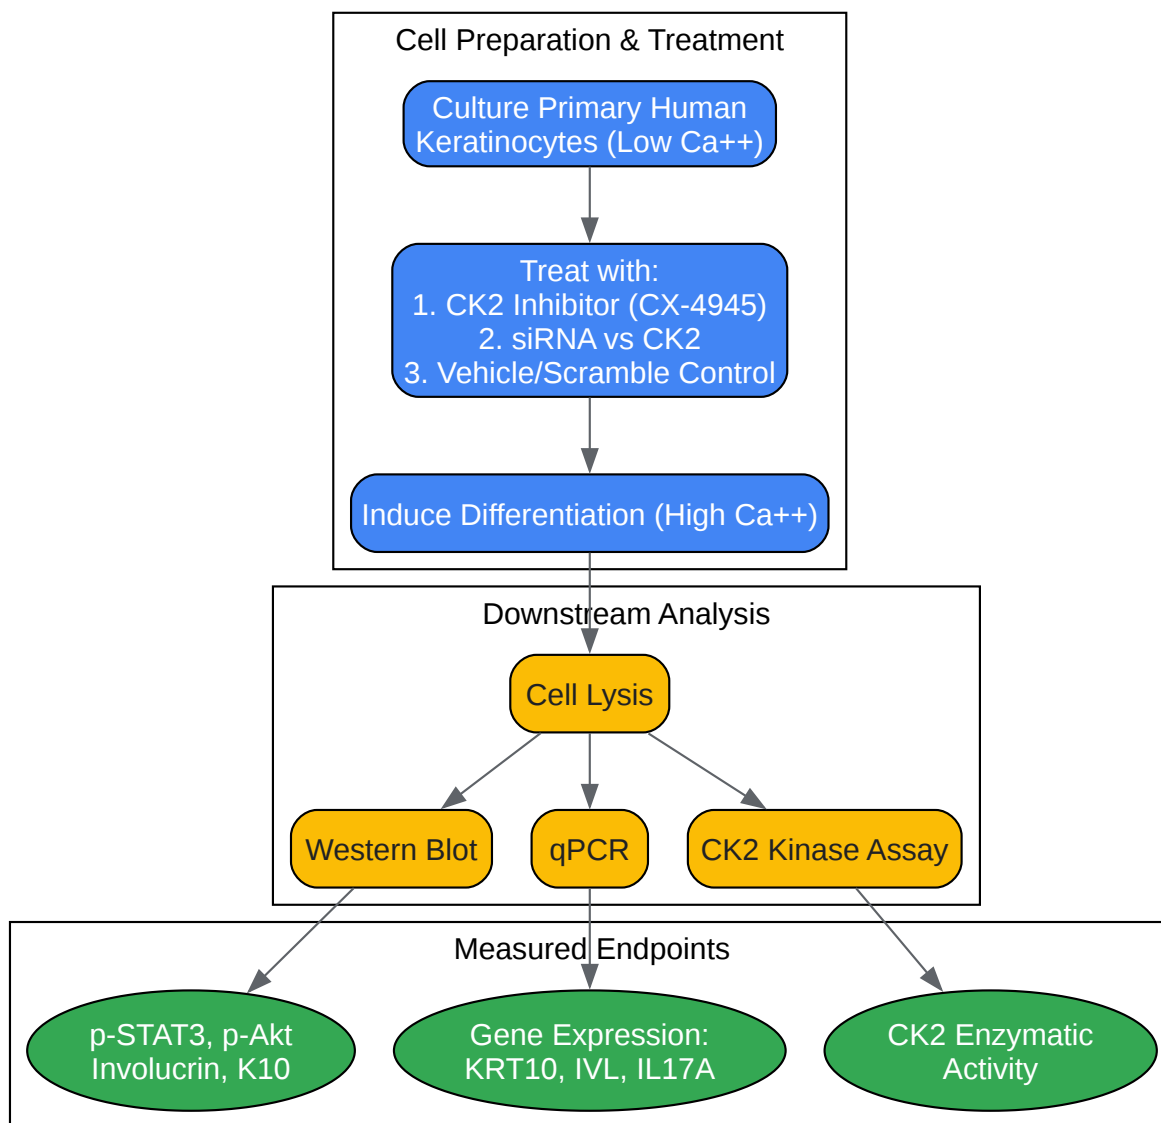 Cell Preparation & Treatment
Culture Primary Human
Keratinocytes (Low Ca++)
Treat with:
1. CK2 Inhibitor (CX-4945)
2. siRNA vs CK2
3. Vehicle/Scramble Control
Induce Differentiation (High Ca++)
Downstream Analysis
Cell Lysis
Western Blot
qPCR
CK2 Kinase Assay
Measured Endpoints
p-STAT3, p-Akt
Involucrin, K10
Gene Expression:
KRT10, IVL, IL17A
CK2 Enzymatic
Activity